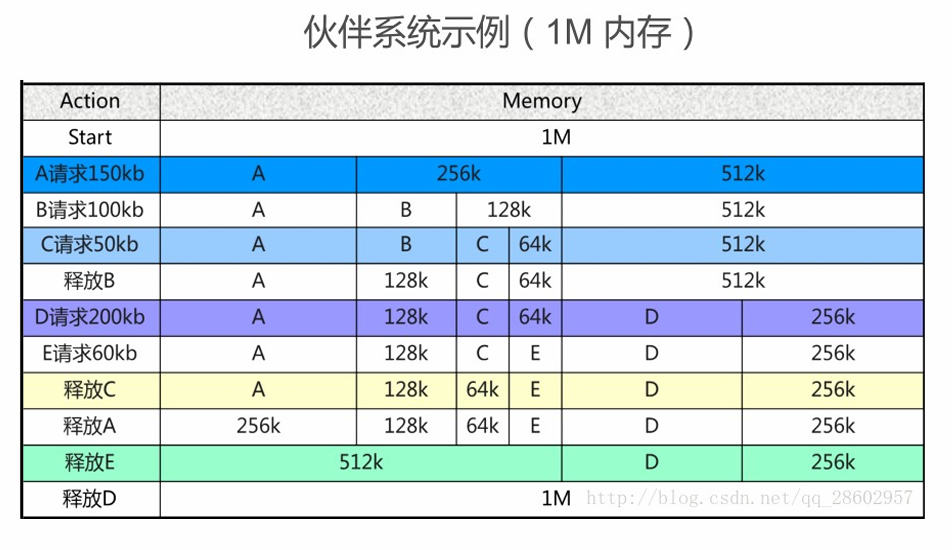 伙伴系统示例（1M 内存）
Action Memory
Start 1M
A请求150kb A 256k 512k
B请求100kb A B 128k 512k
C请求50kb A B C 64k 512k
释放B A 128k C 64k 512k
D请求200kb A 128k C 64k D 256k
E请求60kb A 128k C E D 256k
释放C A 128k 64k E D 256k
释放A 256k 128k 64k E D 256k
释放E 512k D 256k
释放D 1M http://blog.csdn.net/qq_28602957